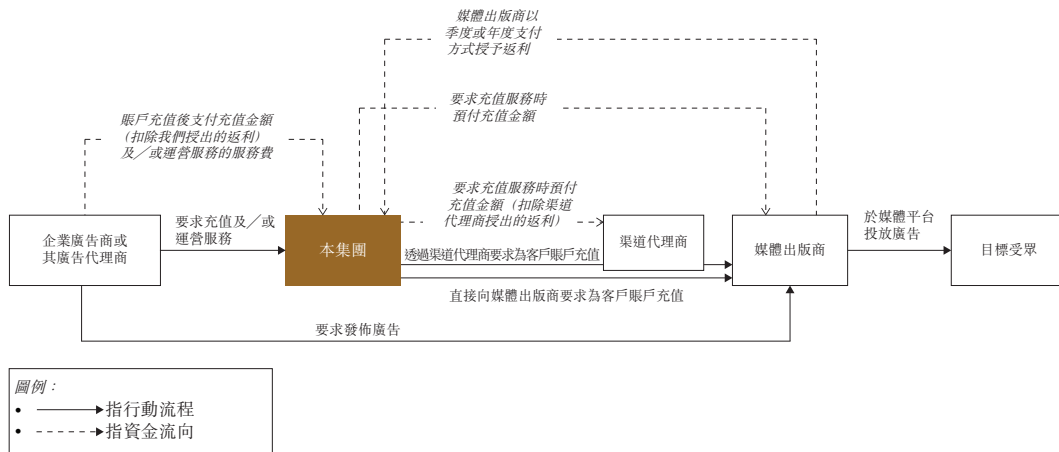 媒體出版商以
季度或年度支付
方式授予返利
要求充值服務時
預付充值金額
賬戶充值後支付充值金額
（扣除我們授出的返利）
及／或運營服務的服務費
要求充值服務時預付
充值金額（扣除渠道
代理商授出的返利）
企業廣告商或
其廣告代理商
要求充值及／或
運營服務
本集團
渠道代理商
透過渠道代理商要求為客戶賬戶充值
媒體出版商
於媒體平台
投放廣告
目標受眾
直接向媒體出版商要求為客戶賬戶充值
要求發佈廣告
圖例：
• 指行動流程
• 指資金流向